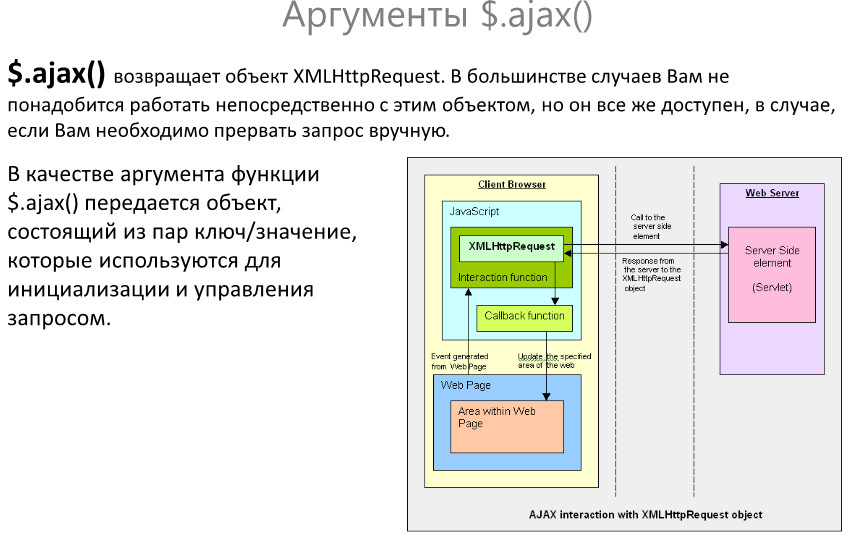 Аргументы $.ajax()
$.ajax() возвращает объект XMLHttpRequest. В большинстве случаев Вам не
понадобится работать непосредственно с этим объектом, но он все же доступен, в случае,
если Вам необходимо прервать запрос вручную.
В качестве аргумента функции
$.ajax() передается объект,
состоящий из пар ключ/значение,
которые используются для
инициализации и управления
запросом.
Client Browser
JavaScript
XMLHttpRequest
Interaction function
Callback function
Event generated
from Web Page
Update the specified
area of the web
Web Page
Area within Web
Page
Call to the
server side
element
Response from
the server to the
XMLHttpRequest
object
Web Server
Server Side
element
(Servlet)
AJAX interaction with XMLHttpRequest object